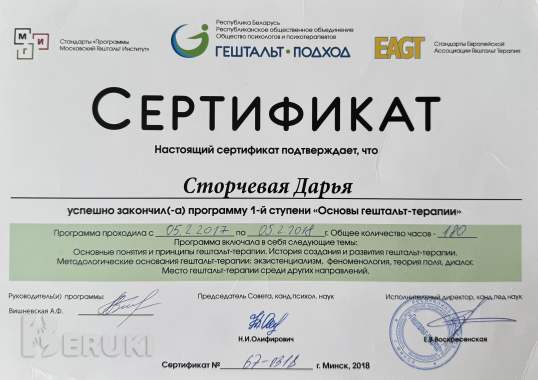 Стандарты «Программы
Московский Гештальт Институт»
Республика Беларусь
Республиканское общественное объединение
Общество психологов и психотерапевтов
ГЕШТАЛЬТ•ПОДХОД
EAGT
Стандарты Европейской
Ассоциации Гештальт Терапии
СЕРТИФИКАТ
Настоящий сертификат подтверждает, что
Сторчевая Дарья
успешно закончил(-а) программу 1-й ступени «Основы гештальт-терапии»
Программа проходила с 05.2.2017 по 05.2.2018 г. Общее количество часов - 180
Программа включала в себя следующие темы:
Основные понятия и принципы гештальт-терапии. История создания и развития гештальт-терапии.
Методологические основания гештальт-терапии: экзистенциализм, феноменология, теория поля, диалог.
Место гештальт-терапии среди других направлений.
Руководитель(и) программы:
Председатель Совета, канд.психол. наук
Исполнительный директор, канд.пед.наук
Вишневская А.Ф.
Н.И.Олифирович
Е.В.Воскресенская
BERUKI
Сертификат № 67-0318 г. Минск, 2018